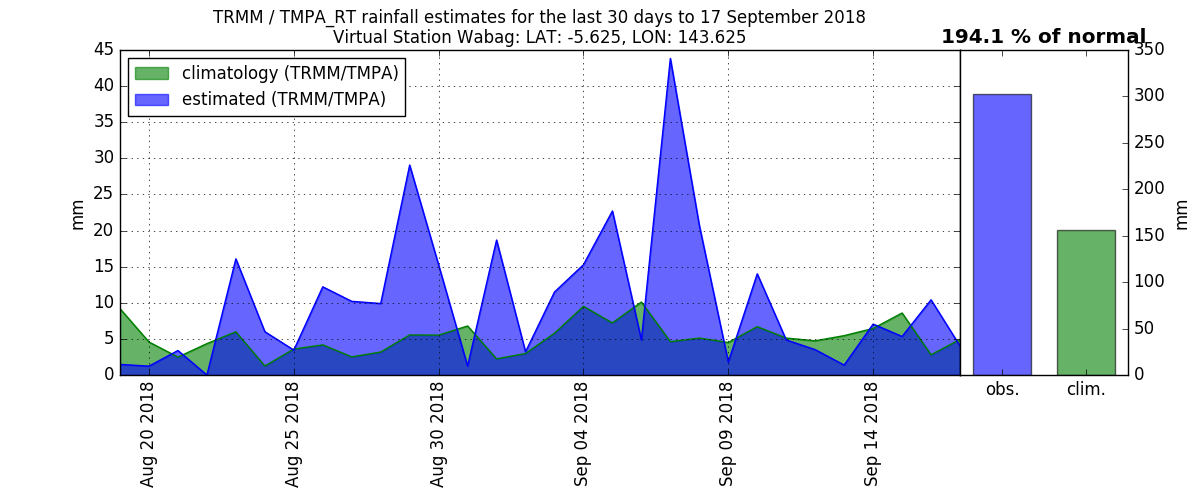 TRMM / TMPA_RT rainfall estimates for the last 30 days to 17 September 2018
Virtual Station Wabag: LAT: -5.625, LON: 143.625
194.1 % of normal
climatology (TRMM/TMPA)
estimated (TRMM/TMPA)
mm
45
40
35
30
25
20
15
10
5
0
Aug 20 2018
Aug 25 2018
Aug 30 2018
Sep 04 2018
Sep 09 2018
Sep 14 2018
obs.
clim.
350
300
250
200
150
100
50
0
mm